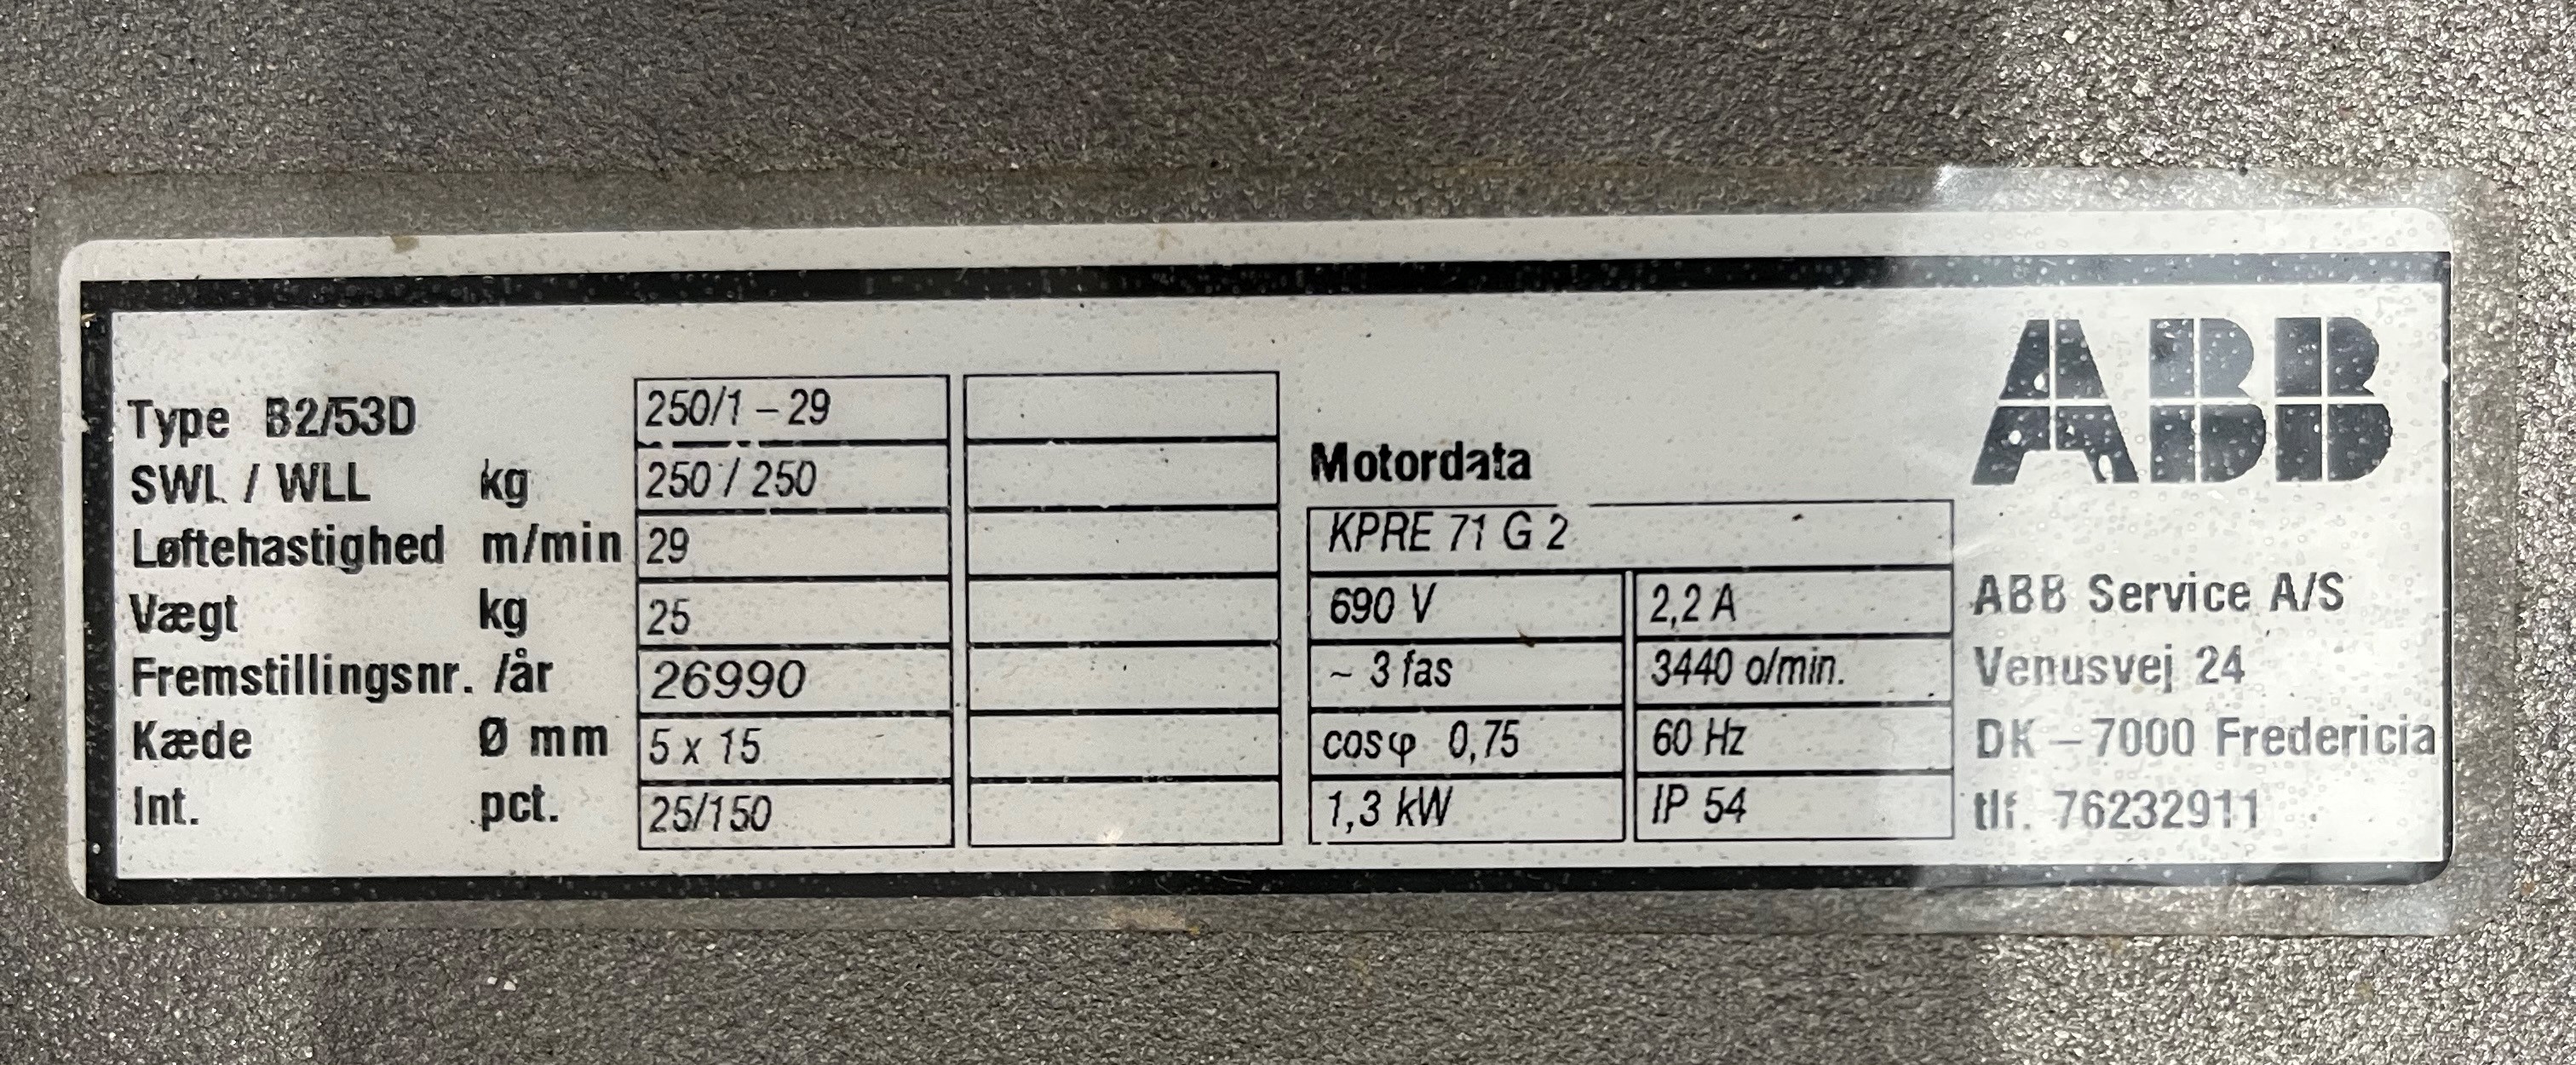 ABB
Type B2/53D 250/1 – 29
SWL / WLL kg 250 / 250
Løftehastighed m/min 29
Vægt kg 25
Fremstillingsnr. /år 26990
Kæde Ø mm 5 x 15
Int. pct. 25/150
Motordata
KPRE 71 G 2
690 V 2,2 A
~ 3 fas 3440 o/min.
cosφ 0,75 60 Hz
1,3 kW IP 54
ABB Service A/S
Venusvej 24
DK – 7000 Fredericia
tlf. 76232911